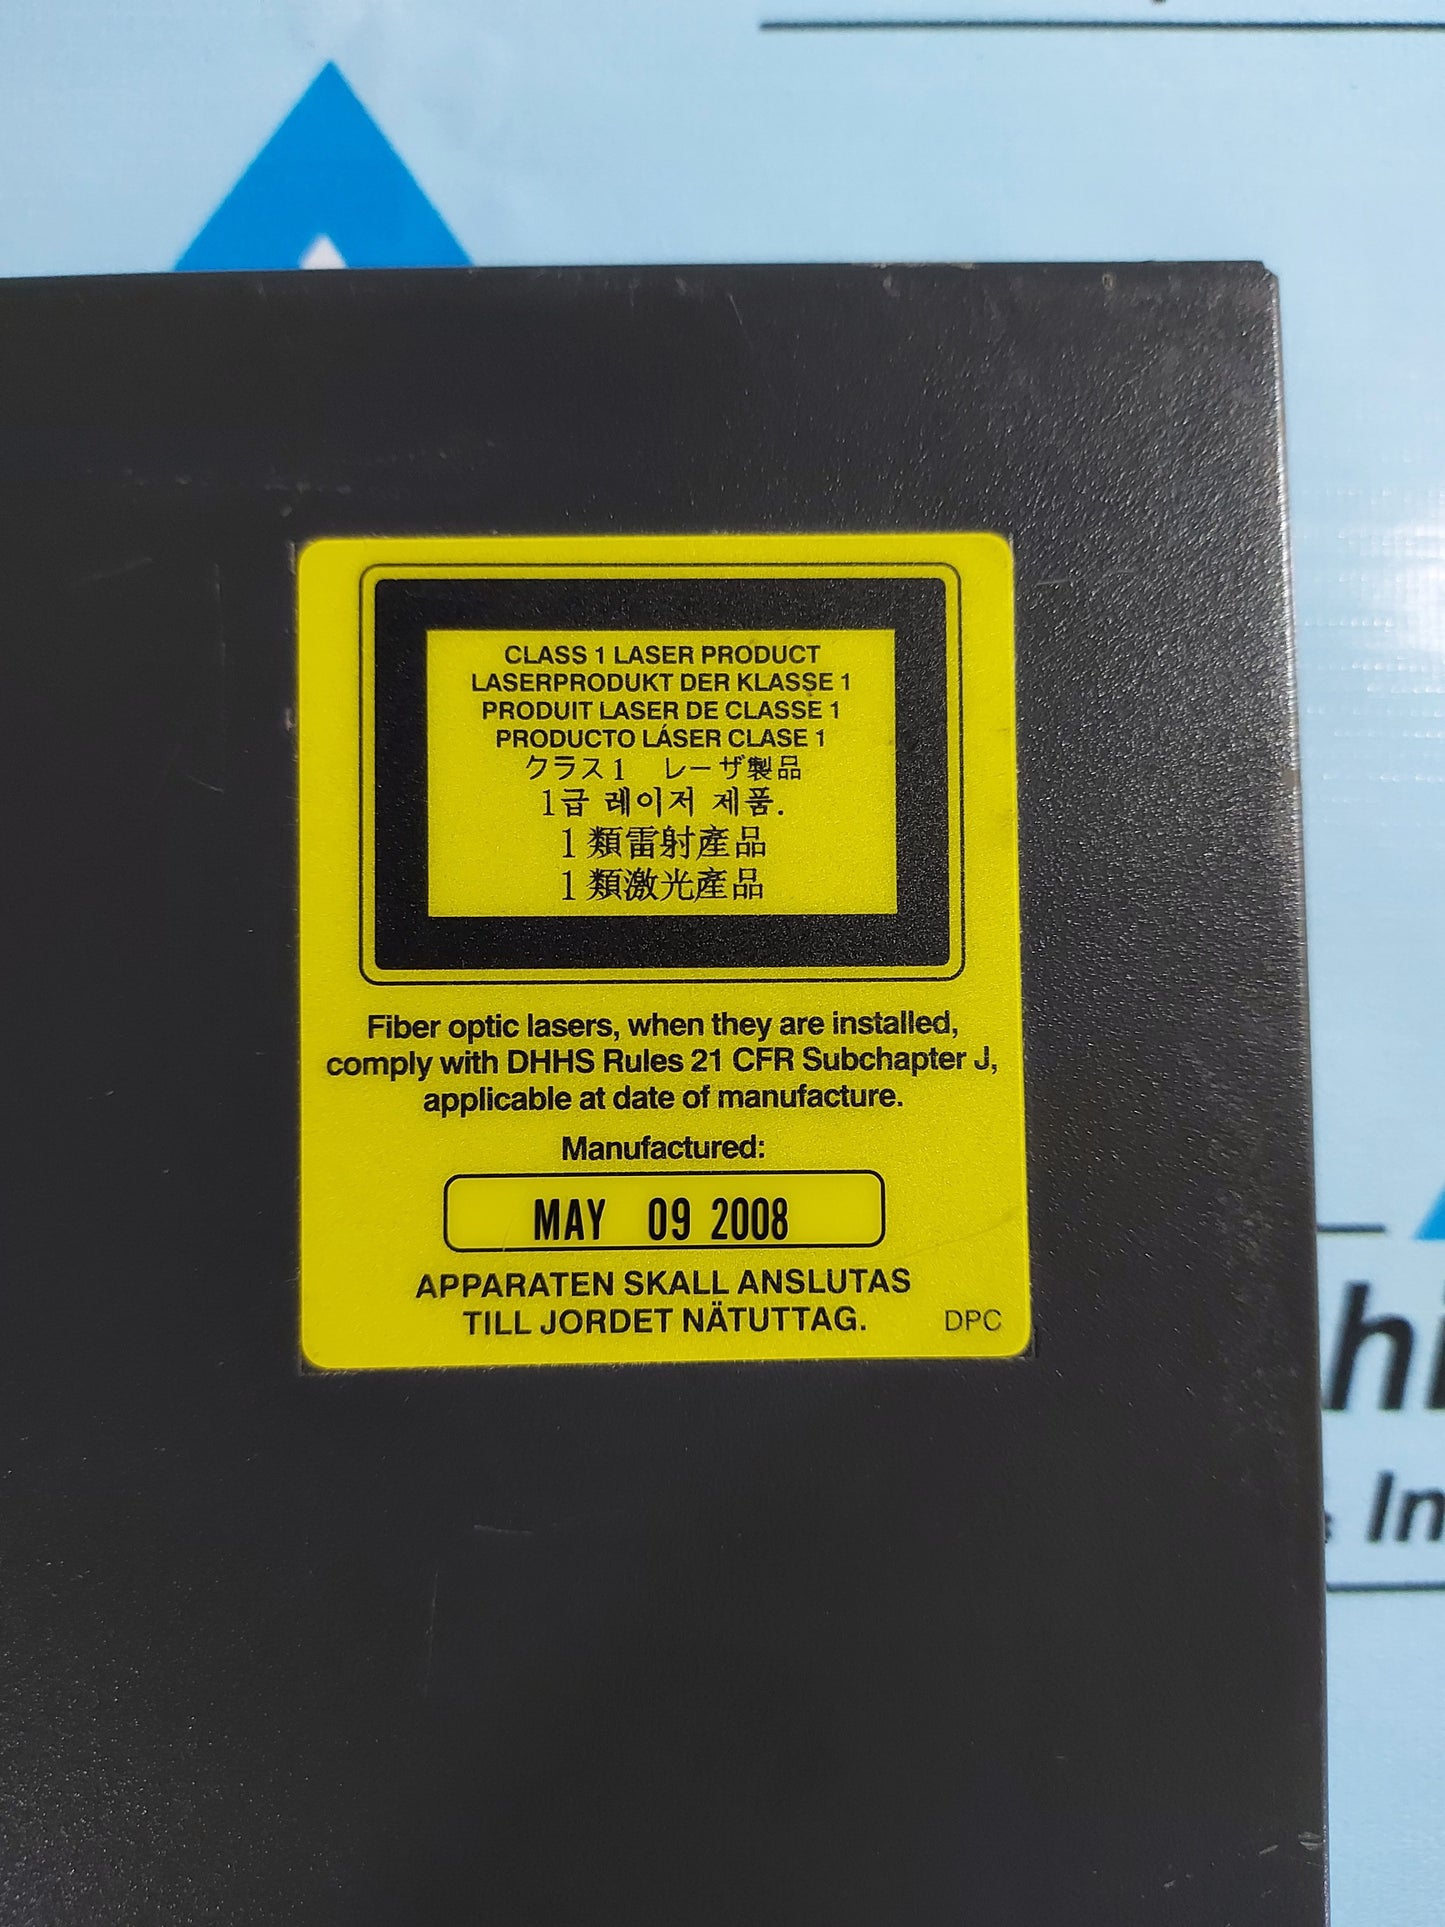 CLASS 1 LASER PRODUCT
LASERPRODUKT DER KLASSE 1
PRODUIT LASER DE CLASSE 1
PRODUCTO LÁSER CLASE 1
クラス1 レーザ製品
1급 레이저 제품.
1類雷射產品
1類激光產品
Fiber optic lasers, when they are installed,
comply with DHHS Rules 21 CFR Subchapter J,
applicable at date of manufacture.
Manufactured:
MAY 09 2008
APPARATEN SKALL ANSLUTAS
TILL JORDET NÄTUTTAG.
DPC
hi
In